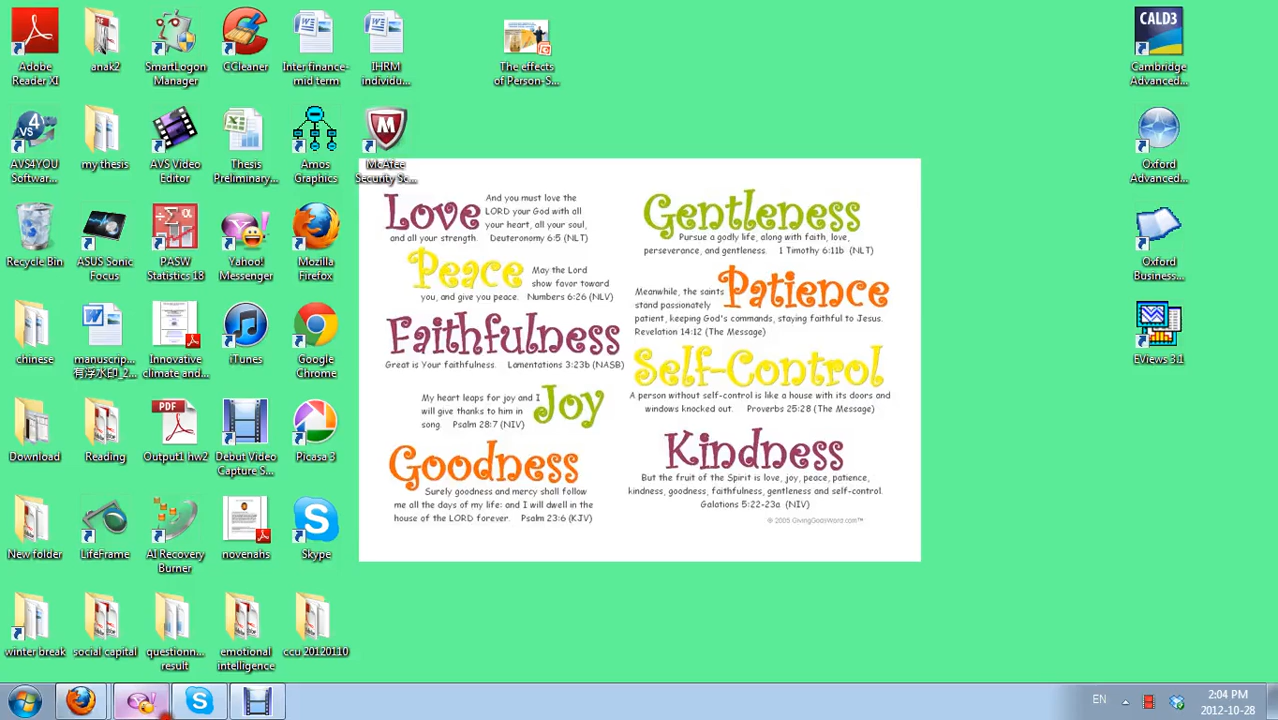 Adobe Reader XI
anak2
SmartLogon Manager
CCleaner
Inter finance- mid term
IHRM individu...
The effects of Person-S...
CALD3
Cambridge Advanced...
AVS4YOU Softwar...
my thesis
AVS Video Editor
Thesis Preliminary...
Amos Graphics
McAfee Security Sc...
Oxford Advanced...
Recycle Bin
ASUS Sonic Focus
PASW Statistics 18
Yahoo! Messenger
Mozilla Firefox
Oxford Business...
chinese
manuscrip... 有浮水印_2...
Innovative climate and...
iTunes
Google Chrome
EViews 3.1
Download
Reading
PDF
Output1 hw2
Debut Video Capture S...
Picasa 3
New folder
LifeFrame
AI Recovery Burner
novenahs
Skype
winter break
social capital
questionn... result
emotional intelligence
ccu 20120110
Love And you must love the
LORD your God with all
your heart, all your soul,
and all your strength. Deuteronomy 6:5 (NLT)
Peace May the Lord
show favor toward
you, and give you peace. Numbers 6:26 (NLV)
Faithfulness
Great is Your faithfulness. Lamentations 3:23b (NASB)
My heart leaps for joy and I
will give thanks to him in
song. Psalm 28:7 (NIV)
Joy
Goodness
Surely goodness and mercy shall follow
me all the days of my life: and I will dwell in the
house of the LORD forever. Psalm 23:6 (KJV)
Gentleness
Pursue a godly life, along with faith, love,
perseverance, and gentleness. 1 Timothy 6:11b (NLT)
Meanwhile, the saints
stand passionately
Patience
patient, keeping God's commands, staying faithful to Jesus.
Revelation 14:12 (The Message)
Self-Control
A person without self-control is like a house with its doors and
windows knocked out. Proverbs 25:28 (The Message)
Kindness
But the fruit of the Spirit is love, joy, peace, patience,
kindness, goodness, faithfulness, gentleness and self-control.
Galations 5:22-23a (NIV)
© 2005 GivingGodsWord.com™
EN
2:04 PM
2012-10-28